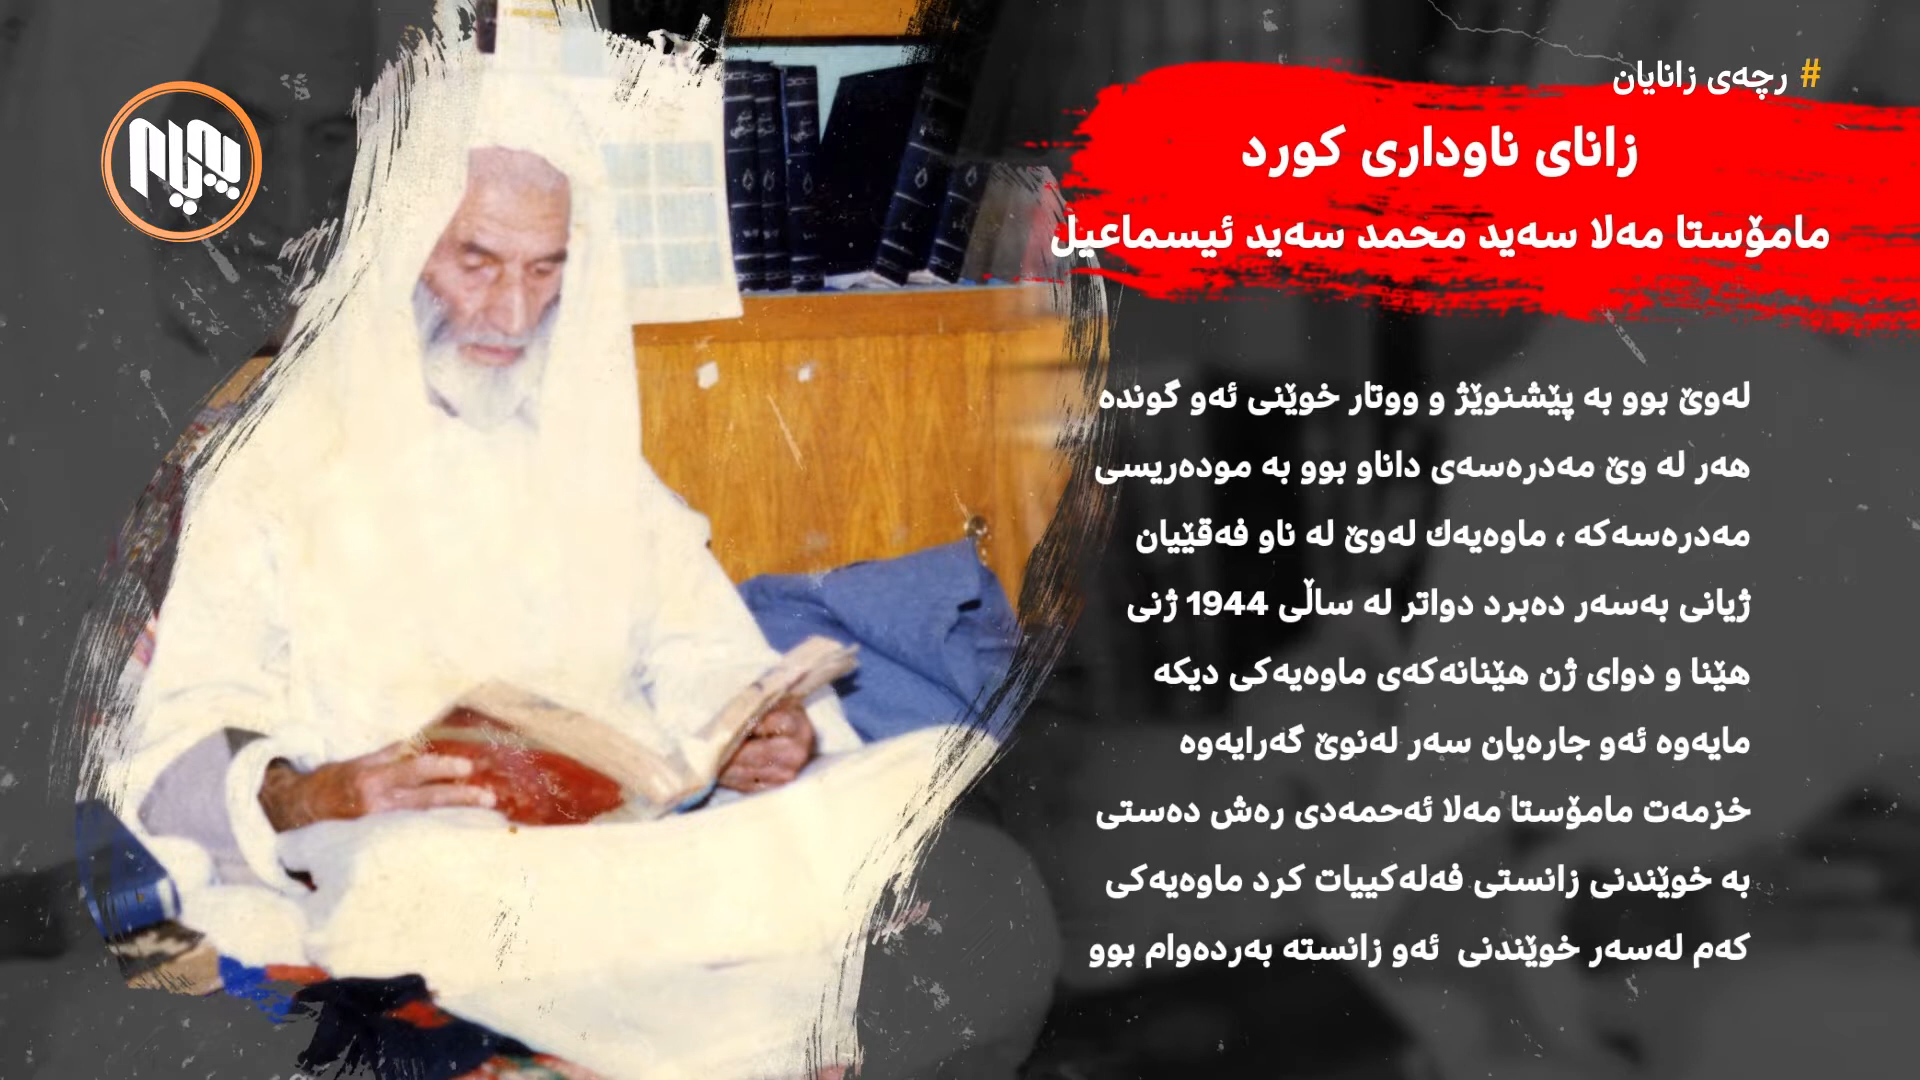 # رچەی زانایان
زانای ناوداری کورد
مامۆستا مەلا سەید محمد سەید ئیسماعیل
لەوێ بوو بە پێشنوێژ و ووتار خوێنی ئەو گوندە
هەر لە وێ مەدرەسەی داناو بوو بە مودەریسی
مەدرەسەکە ، ماوەیەك لەوێ لە ناو فەقێیان
ژیانی بەسەر دەبرد دواتر لە ساڵی 1944 ژنی
هێنا و دوای ژن هێنانەکەی ماوەیەکی دیکە
مایەوە ئەو جارەیان سەر لەنوێ گەرایەوە
خزمەت مامۆستا مەلا ئەحمەدی رەش دەستی
بە خوێندنی زانستی فەلەکییات کرد ماوەیەکی
کەم لەسەر خوێندنی ئەو زانستە بەردەوام بوو
پەیام